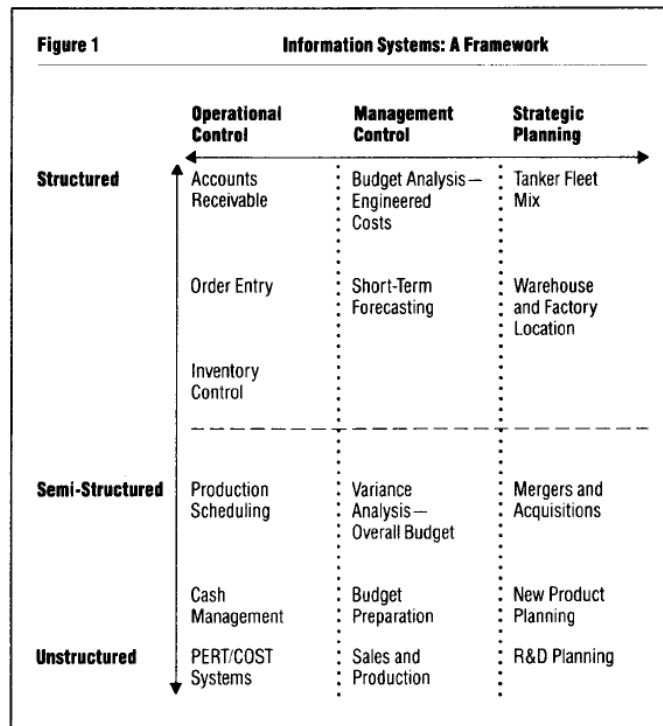 Figure 1 Information Systems: A Framework
Operational Management Strategic
Control Control Planning
Structured Accounts Budget Analysis— Tanker Fleet
Receivable Engineered Mix
Costs
Order Entry Short-Term Warehouse
Forecasting and Factory
Location
Inventory
Control
Semi-Structured Production Variance Mergers and
Scheduling Analysis— Acquisitions
Overall Budget
Cash Budget New Product
Management Preparation Planning
Unstructured PERT/COST Sales and R&D Planning
Systems Production